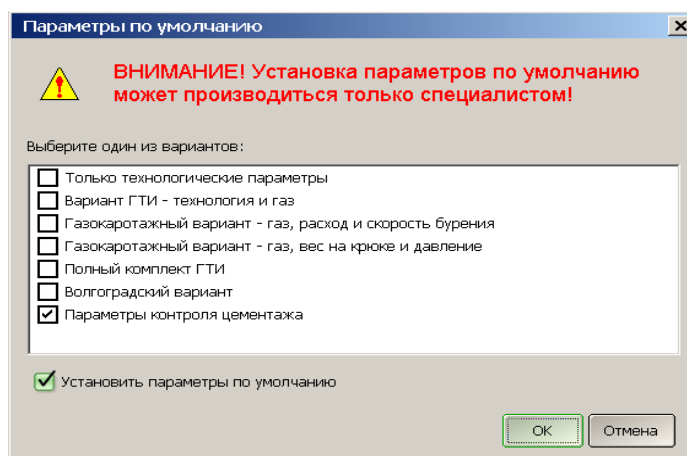 Параметры по умолчанию
ВНИМАНИЕ! Установка параметров по умолчанию
может производиться только специалистом!
Выберите один из вариантов:
Только технологические параметры
Вариант ГТИ - технология и газ
Газокаротажный вариант - газ, расход и скорость бурения
Газокаротажный вариант - газ, вес на крюке и давление
Полный комплект ГТИ
Волгоградский вариант
Параметры контроля цементажа
Установить параметры по умолчанию
ОК Отмена